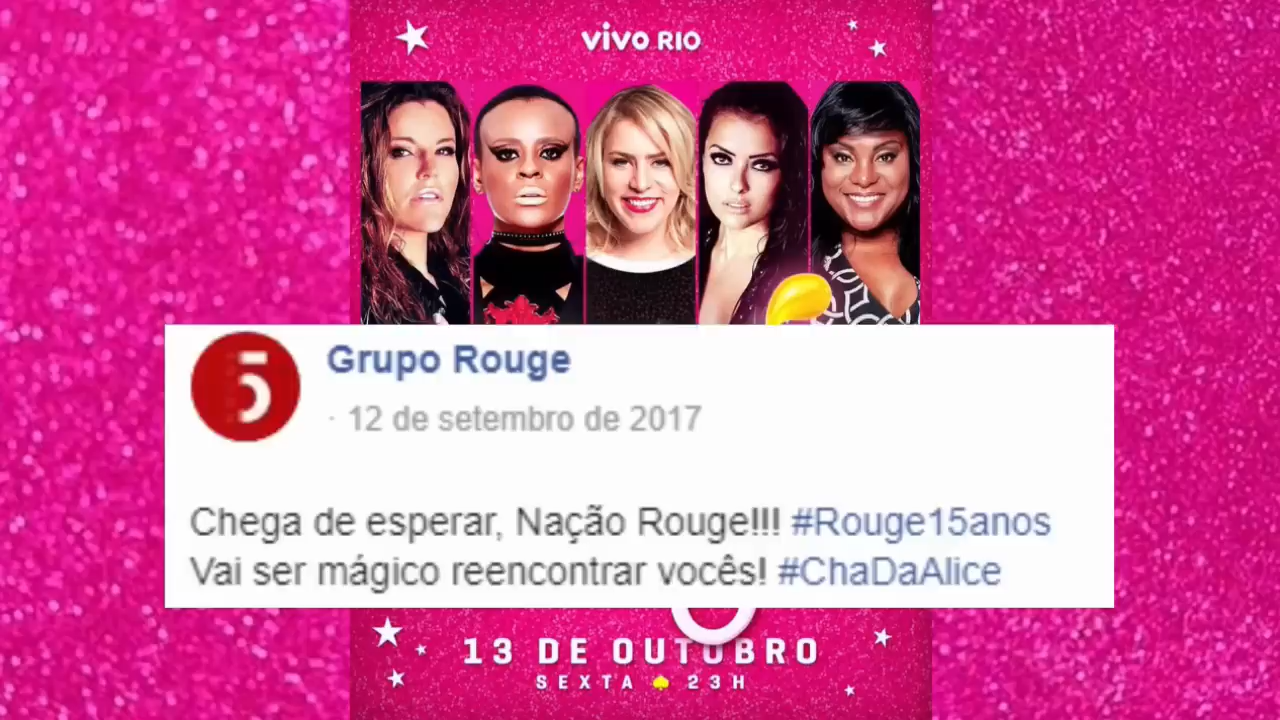 vivo RIO
5
Grupo Rouge
· 12 de setembro de 2017
Chega de esperar, Nação Rouge!!! #Rouge15anos
Vai ser mágico reencontrar vocês! #ChaDaAlice
13 DE OUTUBRO
SEXTA 23H